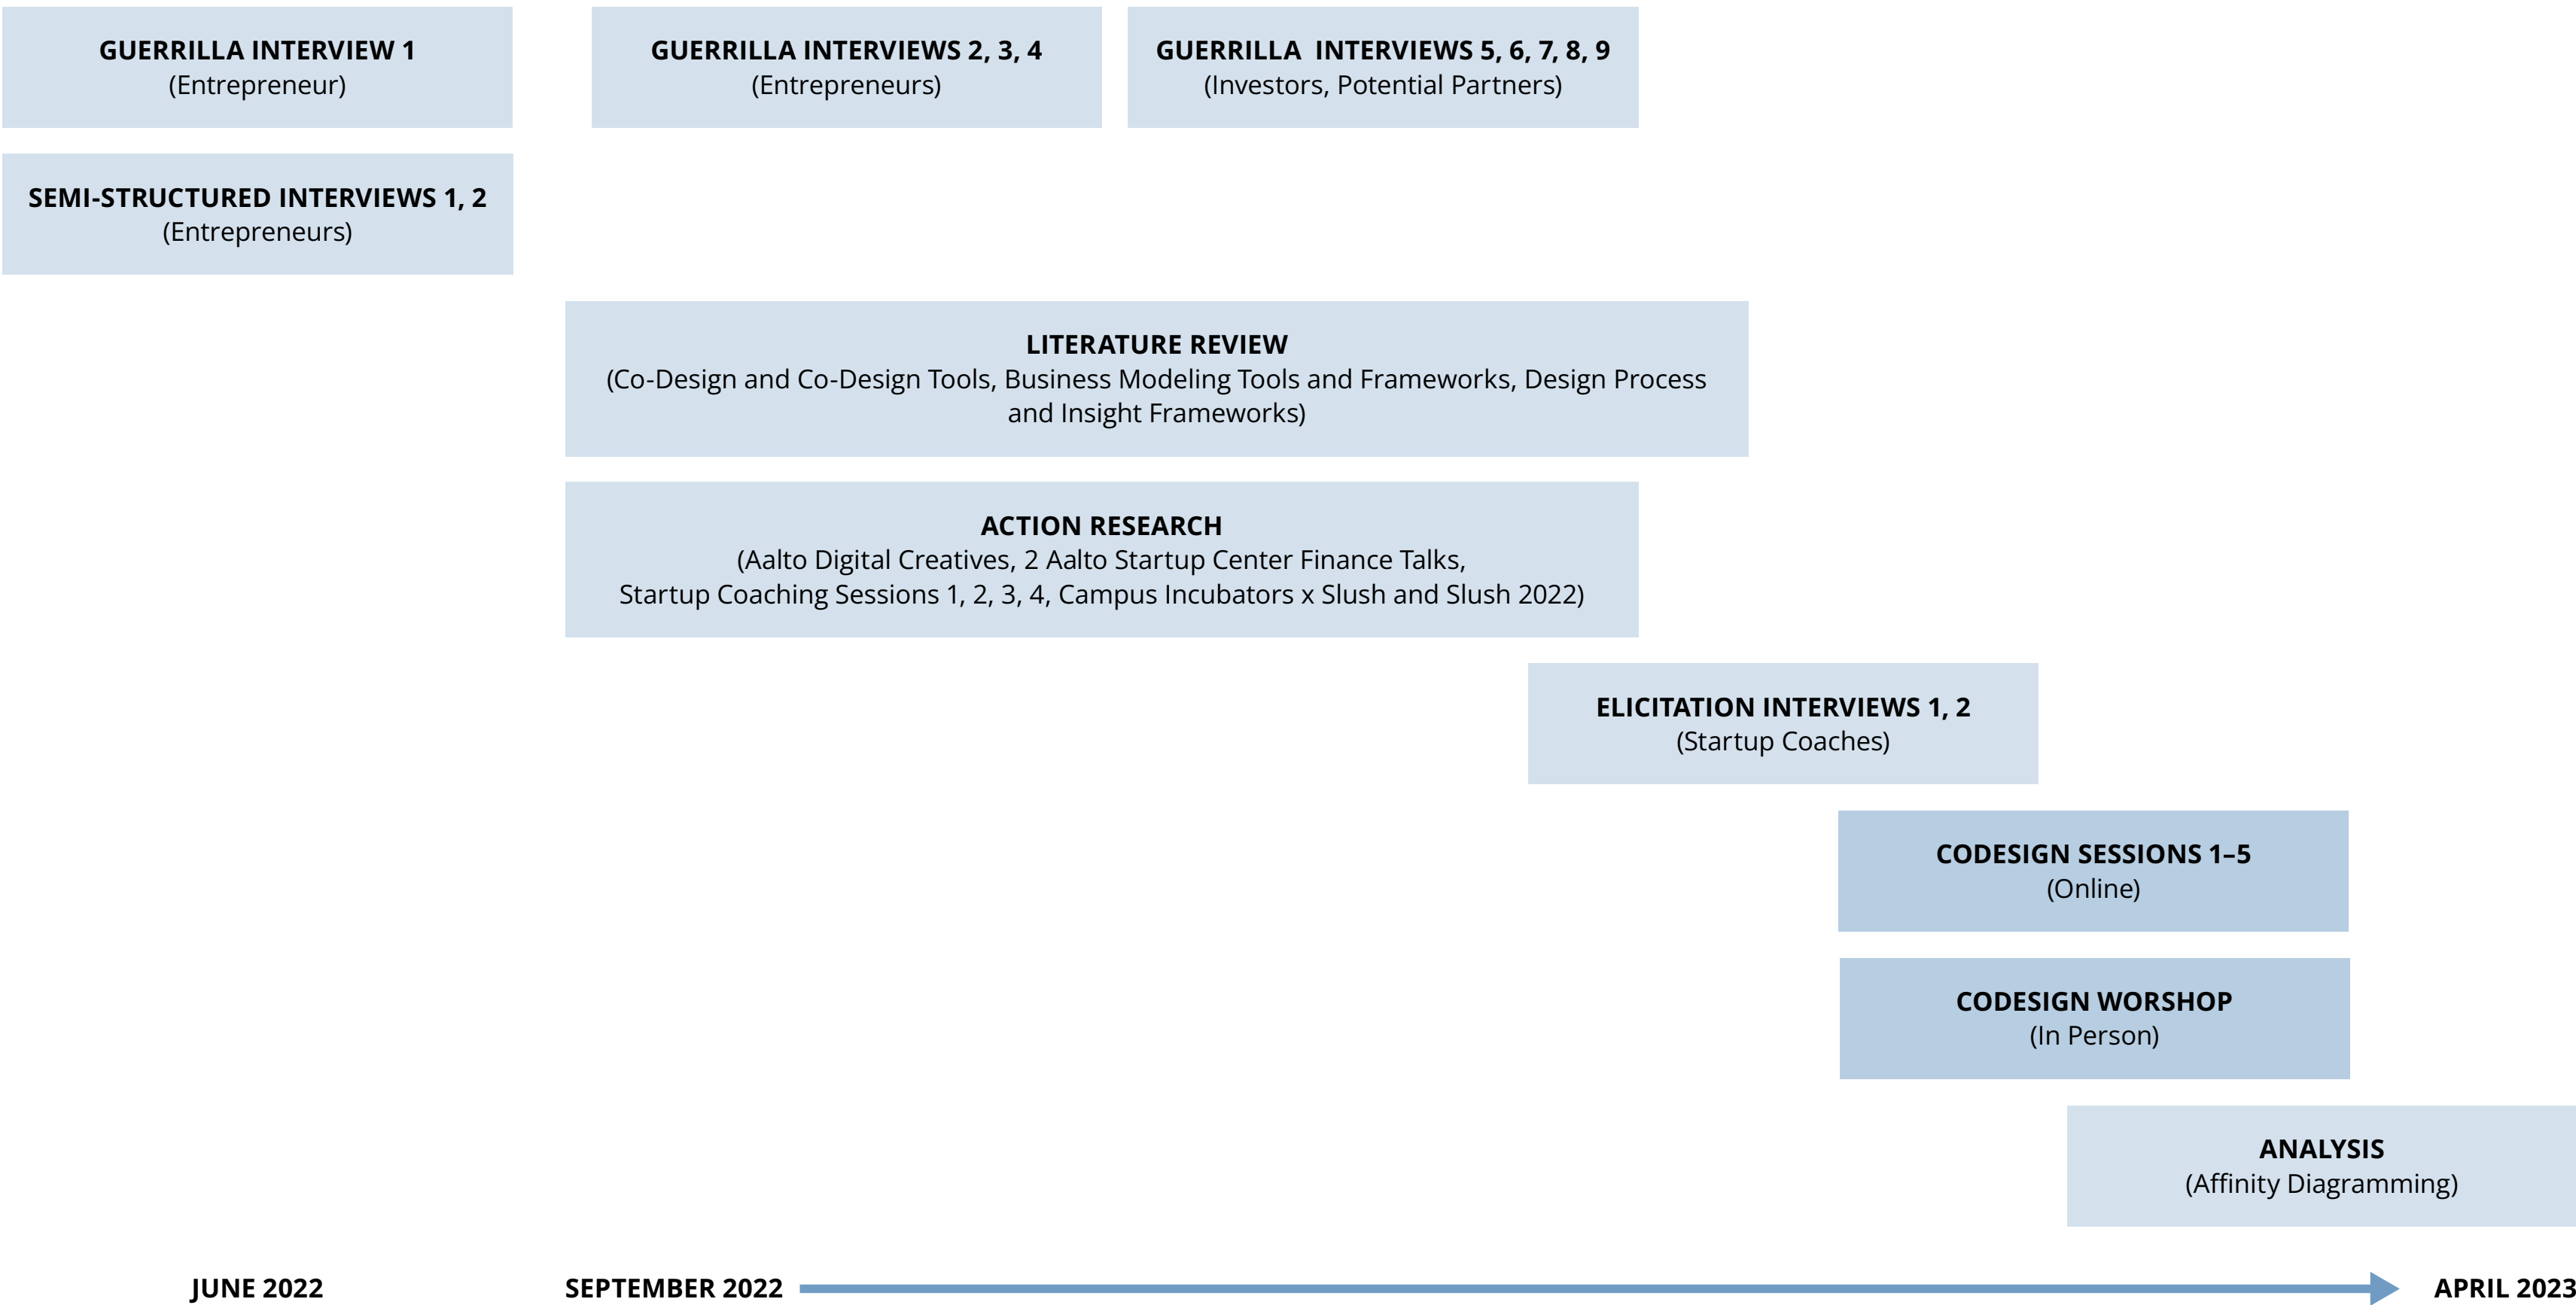 GUERRILLA INTERVIEW 1
(Entrepreneur)
GUERRILLA INTERVIEWS 2, 3, 4
(Entrepreneurs)
GUERRILLA  INTERVIEWS 5, 6, 7, 8, 9
(Investors, Potential Partners)
SEMI-STRUCTURED INTERVIEWS 1, 2
(Entrepreneurs)
LITERATURE REVIEW
(Co-Design and Co-Design Tools, Business Modeling Tools and Frameworks, Design Process
and Insight Frameworks)
ACTION RESEARCH
(Aalto Digital Creatives, 2 Aalto Startup Center Finance Talks,
Startup Coaching Sessions 1, 2, 3, 4, Campus Incubators x Slush and Slush 2022)
ELICITATION INTERVIEWS 1, 2
(Startup Coaches)
CODESIGN SESSIONS 1–5
(Online)
CODESIGN WORSHOP
(In Person)
ANALYSIS
(Affinity Diagramming)
JUNE 2022
SEPTEMBER 2022
APRIL 2023